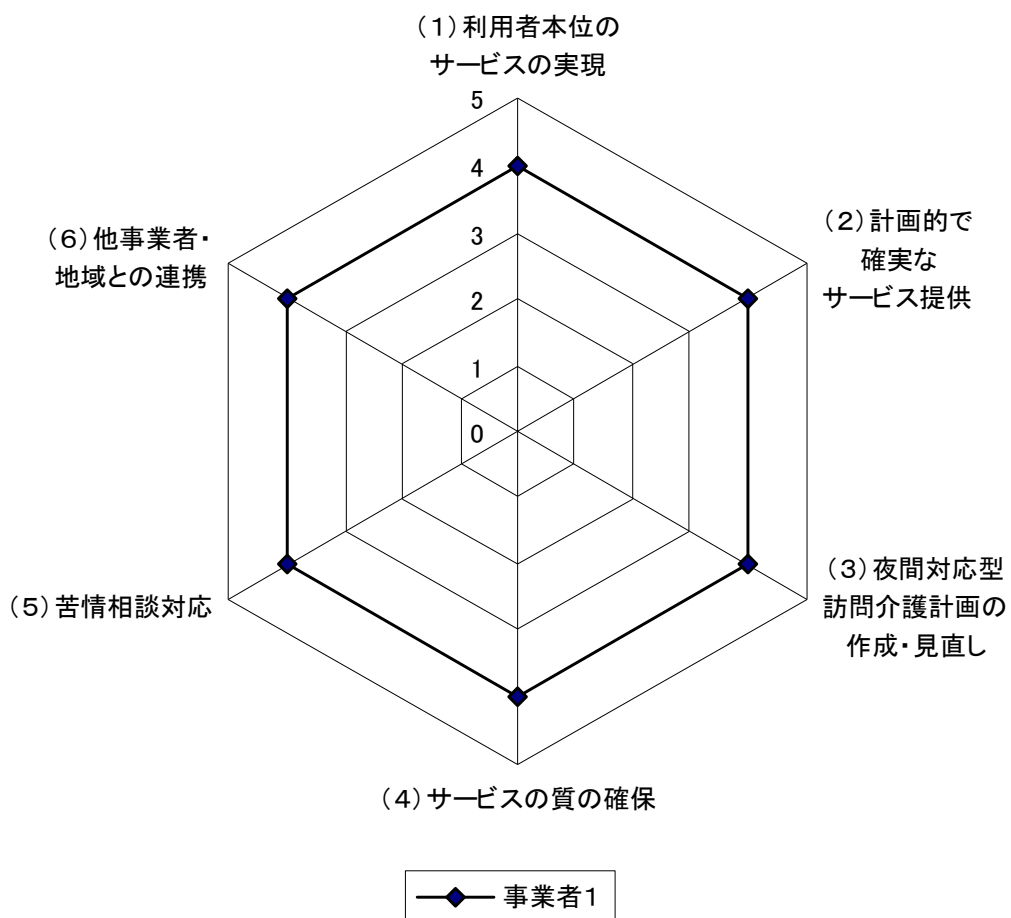 （1）利用者本位の
サービスの実現
5
4
3
2
1
0
（2）計画的で
確実な
サービス提供
（3）夜間対応型
訪問介護計画の
作成・見直し
（4）サービスの質の確保
（5）苦情相談対応
（6）他事業者・
地域との連携
事業者1